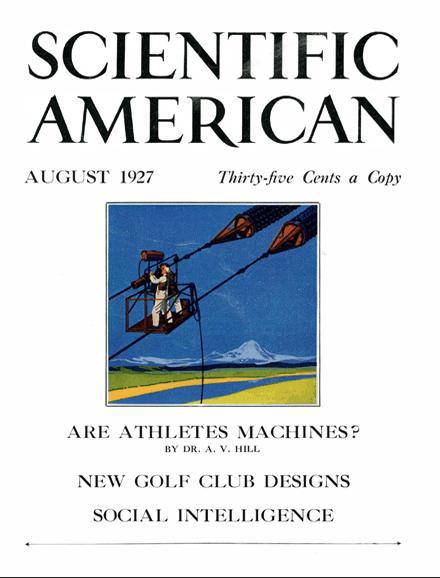 SCIENTIFIC
AMERICAN
AUGUST 1927 Thirty-five Cents a Copy
ARE ATHLETES MACHINES?
BY DR. A. V. HILL
NEW GOLF CLUB DESIGNS
SOCIAL INTELLIGENCE